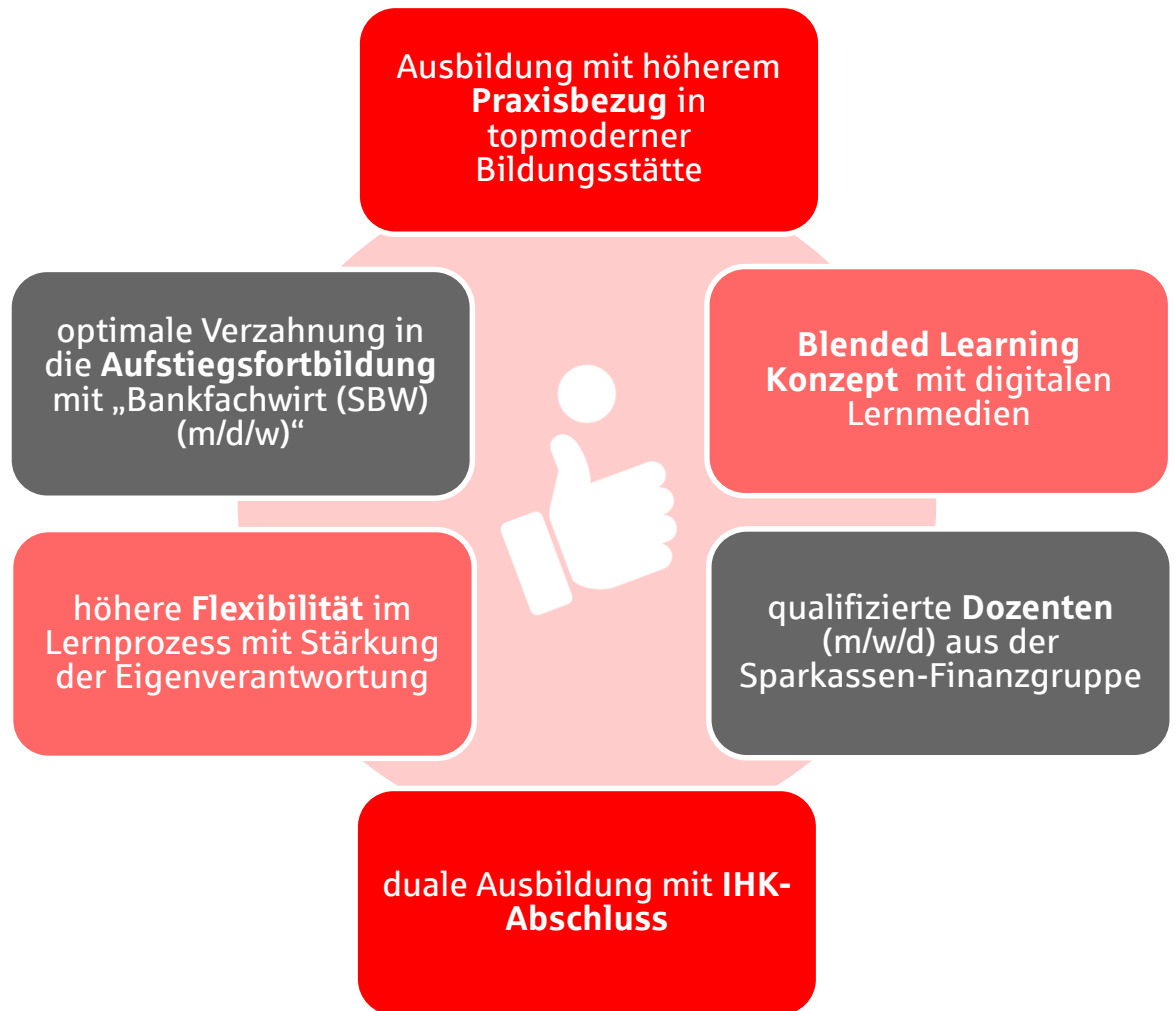 Ausbildung mit höherem
Praxisbezug in
topmoderner
Bildungsstätte
optimale Verzahnung in
die Aufstiegsfortbildung
mit „Bankfachwirt (SBW)
(m/d/w)“
Blended Learning
Konzept mit digitalen
Lernmedien
höhere Flexibilität im
Lernprozess mit Stärkung
der Eigenverantwortung
qualifizierte Dozenten
(m/w/d) aus der
Sparkassen-Finanzgruppe
duale Ausbildung mit IHK-
Abschluss